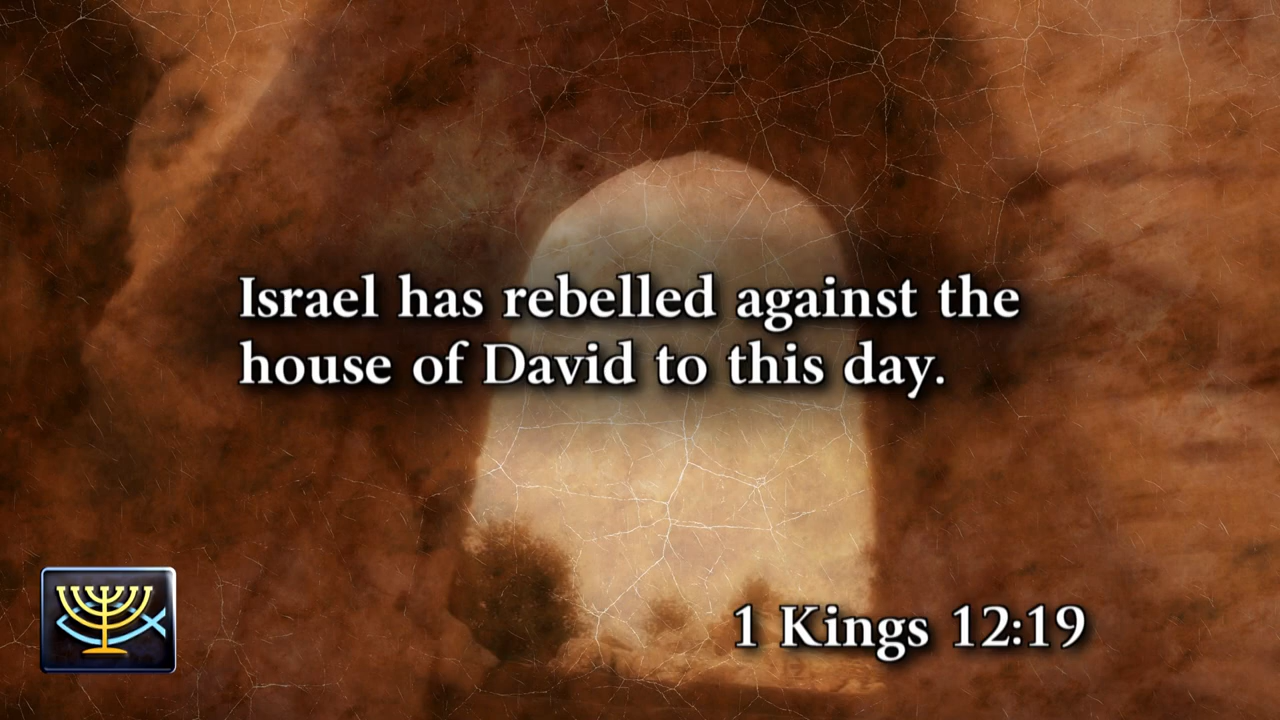 Israel has rebelled against the
house of David to this day.
1 Kings 12:19